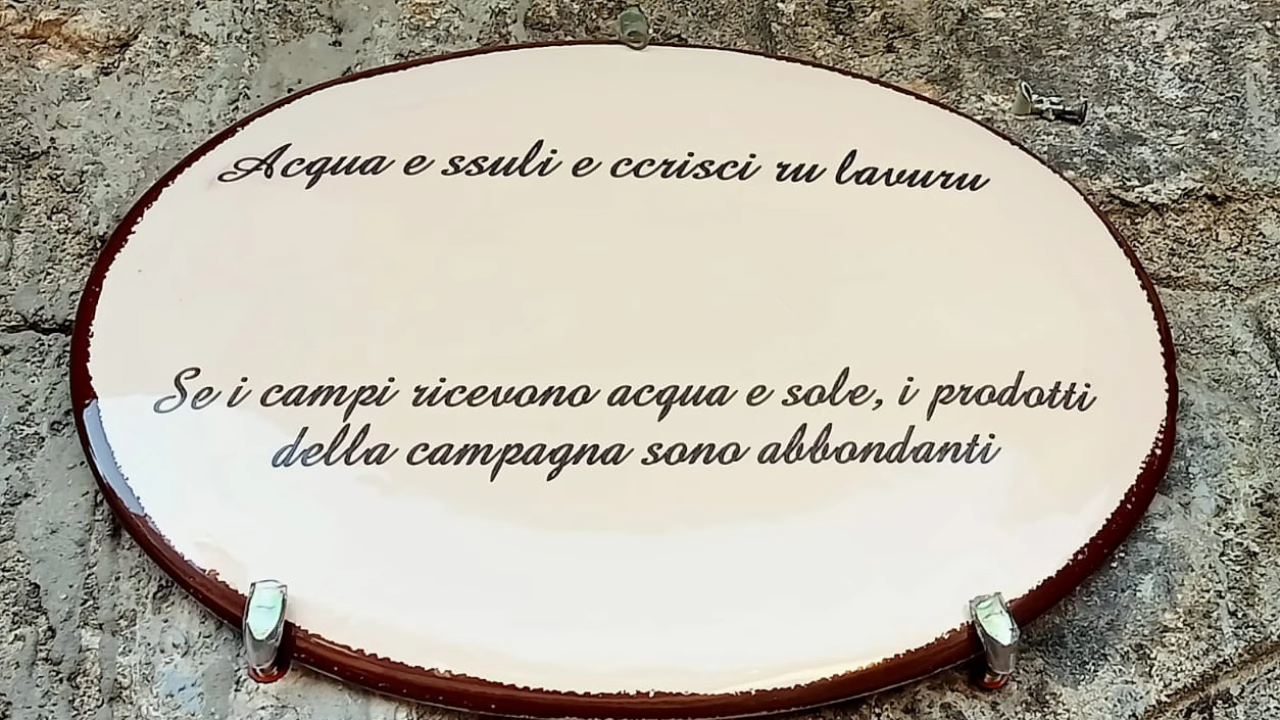 Acqua e ssuli e ccrisci ru lavuru
Se i campi ricevono acqua e sole, i prodotti
della campagna sono abbondanti